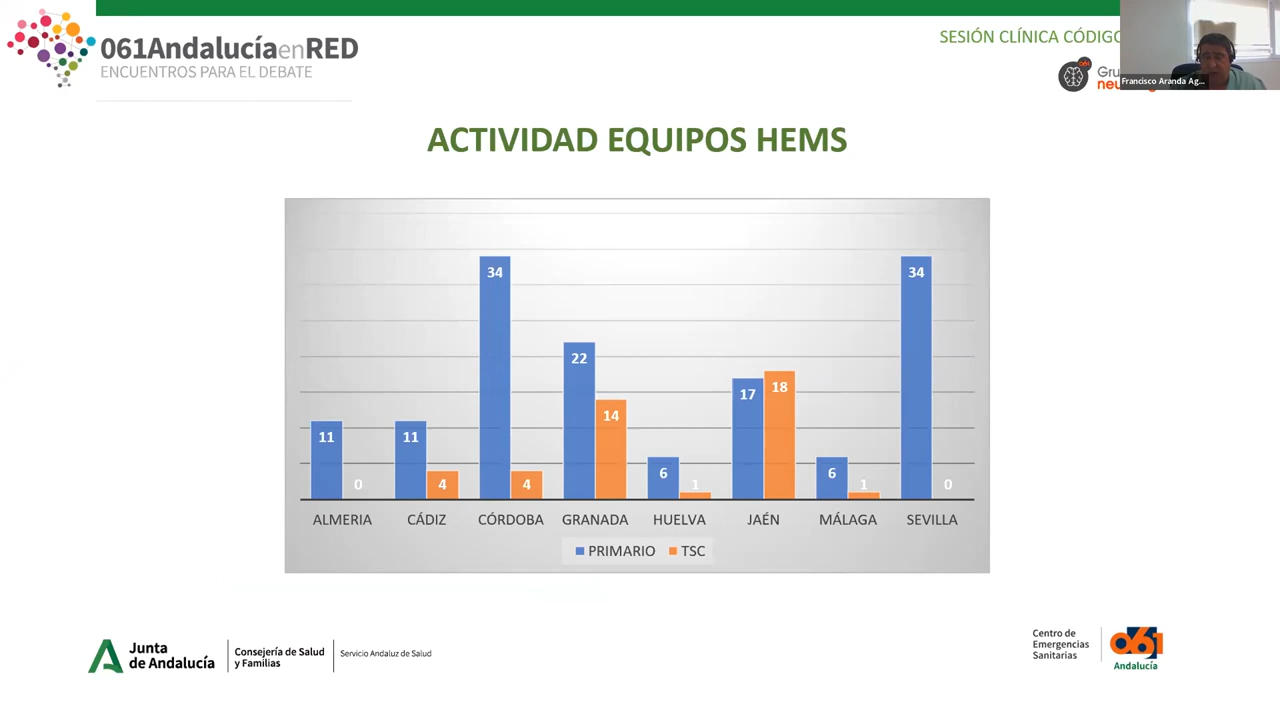 061AndalucíaenRED
ENCUENTROS PARA EL DEBATE
SESIÓN CLÍNICA CÓDIGO
061
Francisco Aranda Ag...
ACTIVIDAD EQUIPOS HEMS
34
34
22
17
18
14
11
11
6
6
4
4
0
1
1
0
ALMERIA
CÁDIZ
CÓRDOBA
GRANADA
HUELVA
JAÉN
MÁLAGA
SEVILLA
PRIMARIO
TSC
Junta
de Andalucía
Consejería de Salud
y Familias
Servicio Andaluz de Salud
Centro de
Emergencias
Sanitarias
061
Andalucía